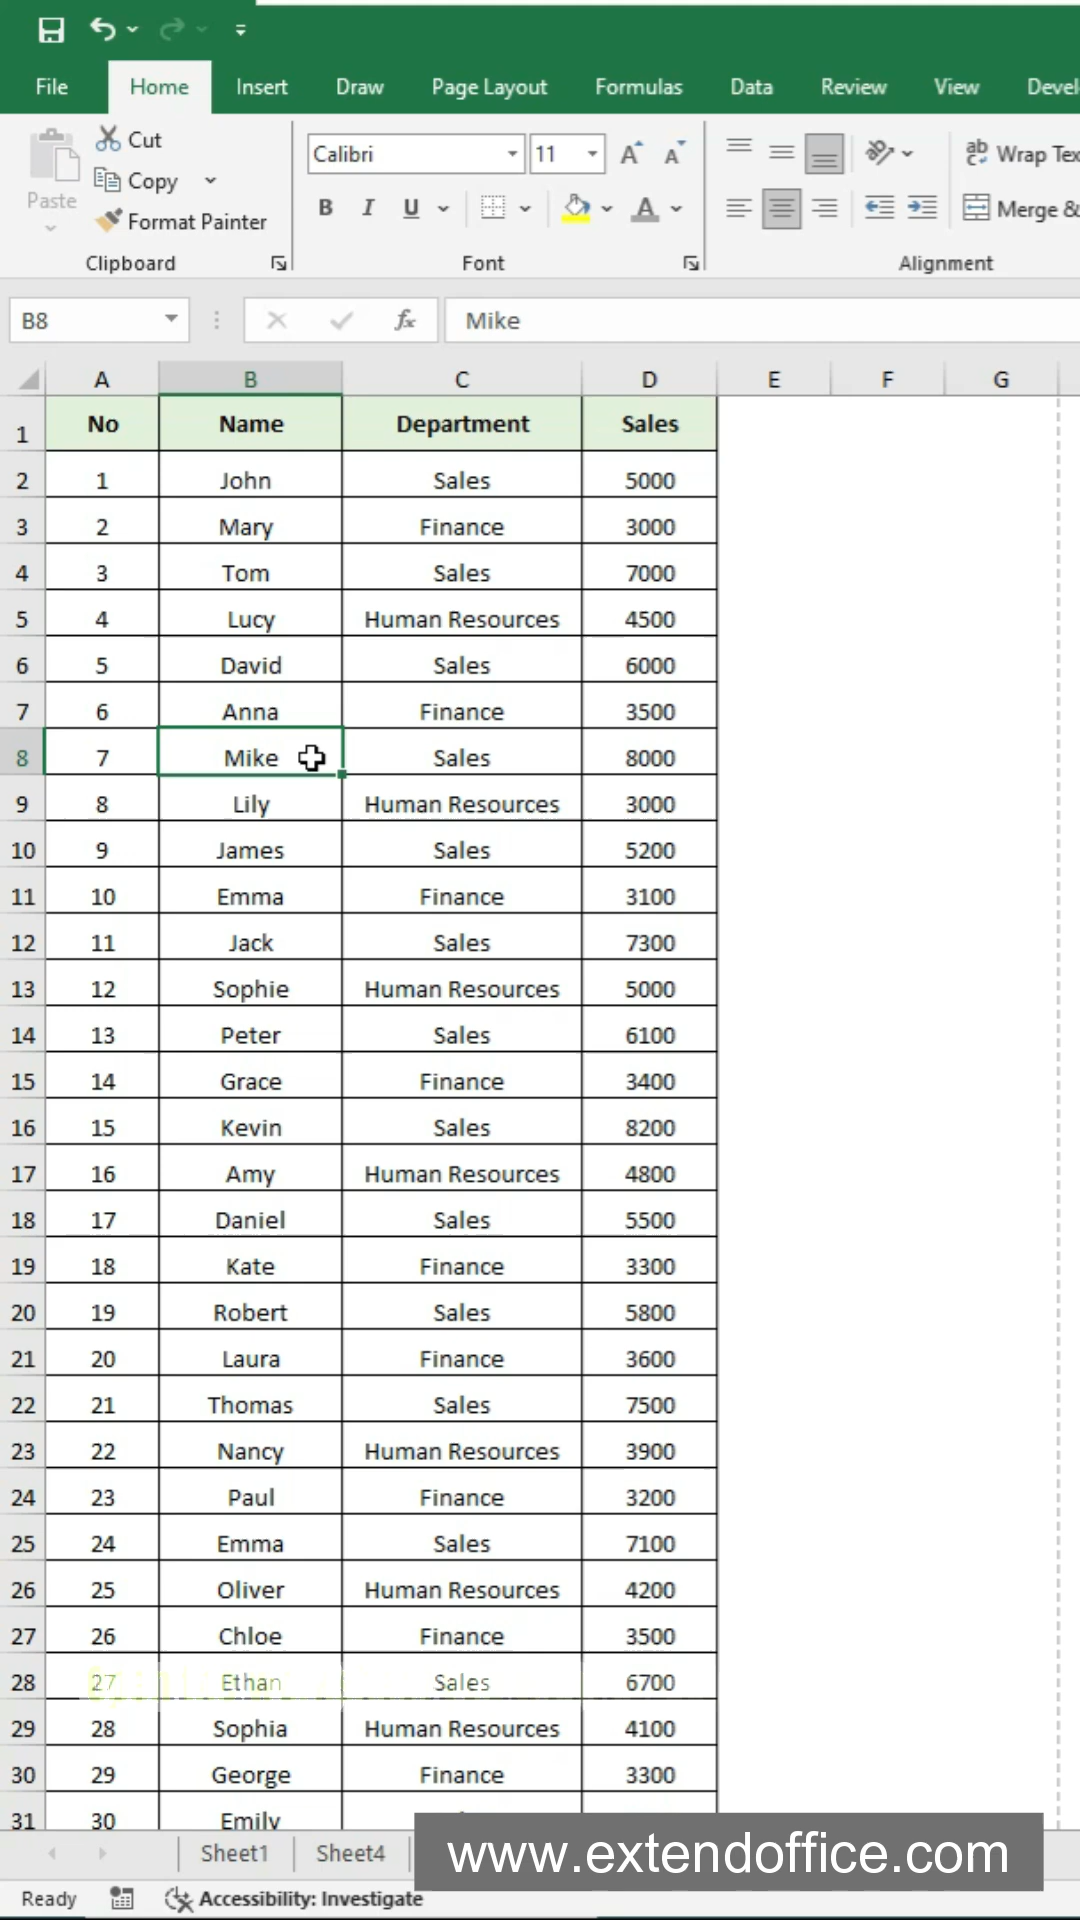 File Home Insert Draw Page Layout Formulas Data Review View Devel
Cut
Copy
Paste
Format Painter
Clipboard
Calibri 11 A A
B I U A
Font
ab Wrap Tex
Merge &
Alignment
B8 fx Mike
A B C D E F G
1 No Name Department Sales
2 1 John Sales 5000
3 2 Mary Finance 3000
4 3 Tom Sales 7000
5 4 Lucy Human Resources 4500
6 5 David Sales 6000
7 6 Anna Finance 3500
8 7 Mike Sales 8000
9 8 Lily Human Resources 3000
10 9 James Sales 5200
11 10 Emma Finance 3100
12 11 Jack Sales 7300
13 12 Sophie Human Resources 5000
14 13 Peter Sales 6100
15 14 Grace Finance 3400
16 15 Kevin Sales 8200
17 16 Amy Human Resources 4800
18 17 Daniel Sales 5500
19 18 Kate Finance 3300
20 19 Robert Sales 5800
21 20 Laura Finance 3600
22 21 Thomas Sales 7500
23 22 Nancy Human Resources 3900
24 23 Paul Finance 3200
25 24 Emma Sales 7100
26 25 Oliver Human Resources 4200
27 26 Chloe Finance 3500
28 27 Ethan Sales 6700
29 28 Sophia Human Resources 4100
30 29 George Finance 3300
31 30 Emily
Sheet1 Sheet4
www.extendoffice.com
Ready Accessibility: Investigate